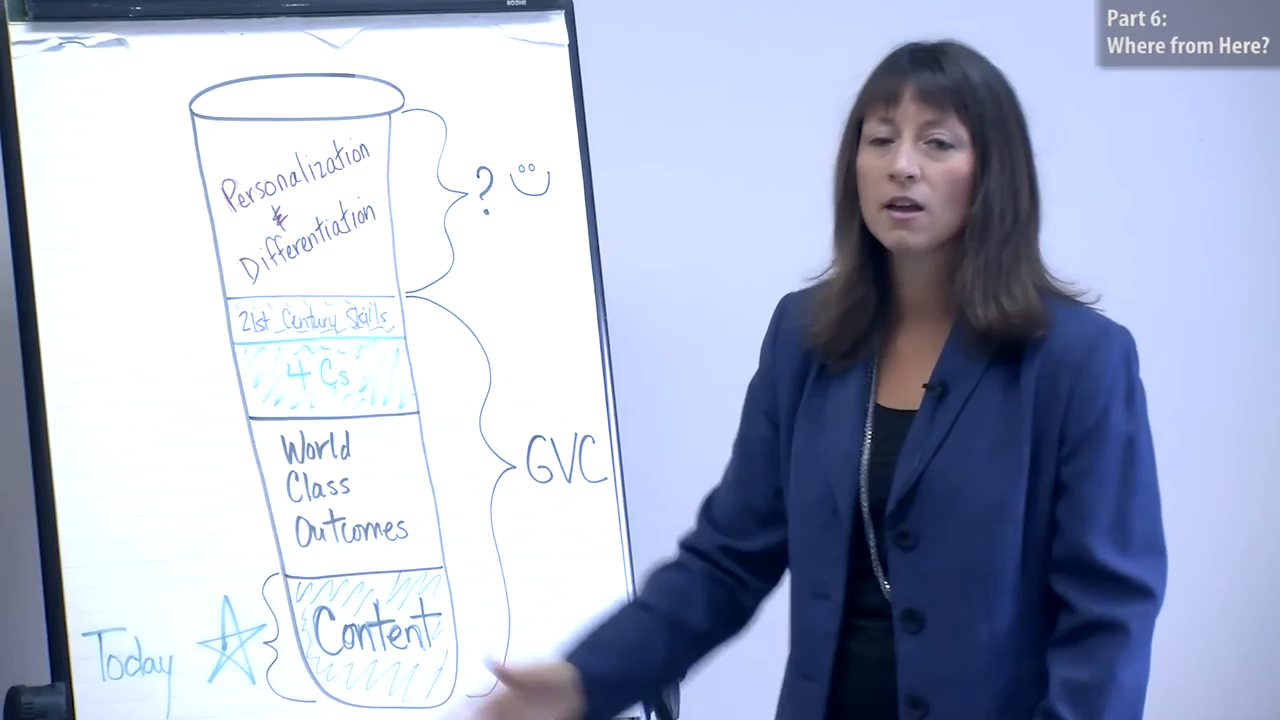 Part 6:
Where from Here?
Personalization
&
Differentiation
? 
21st Century Skills
4 Cs
World
Class
Outcomes
GVC
Content
Today